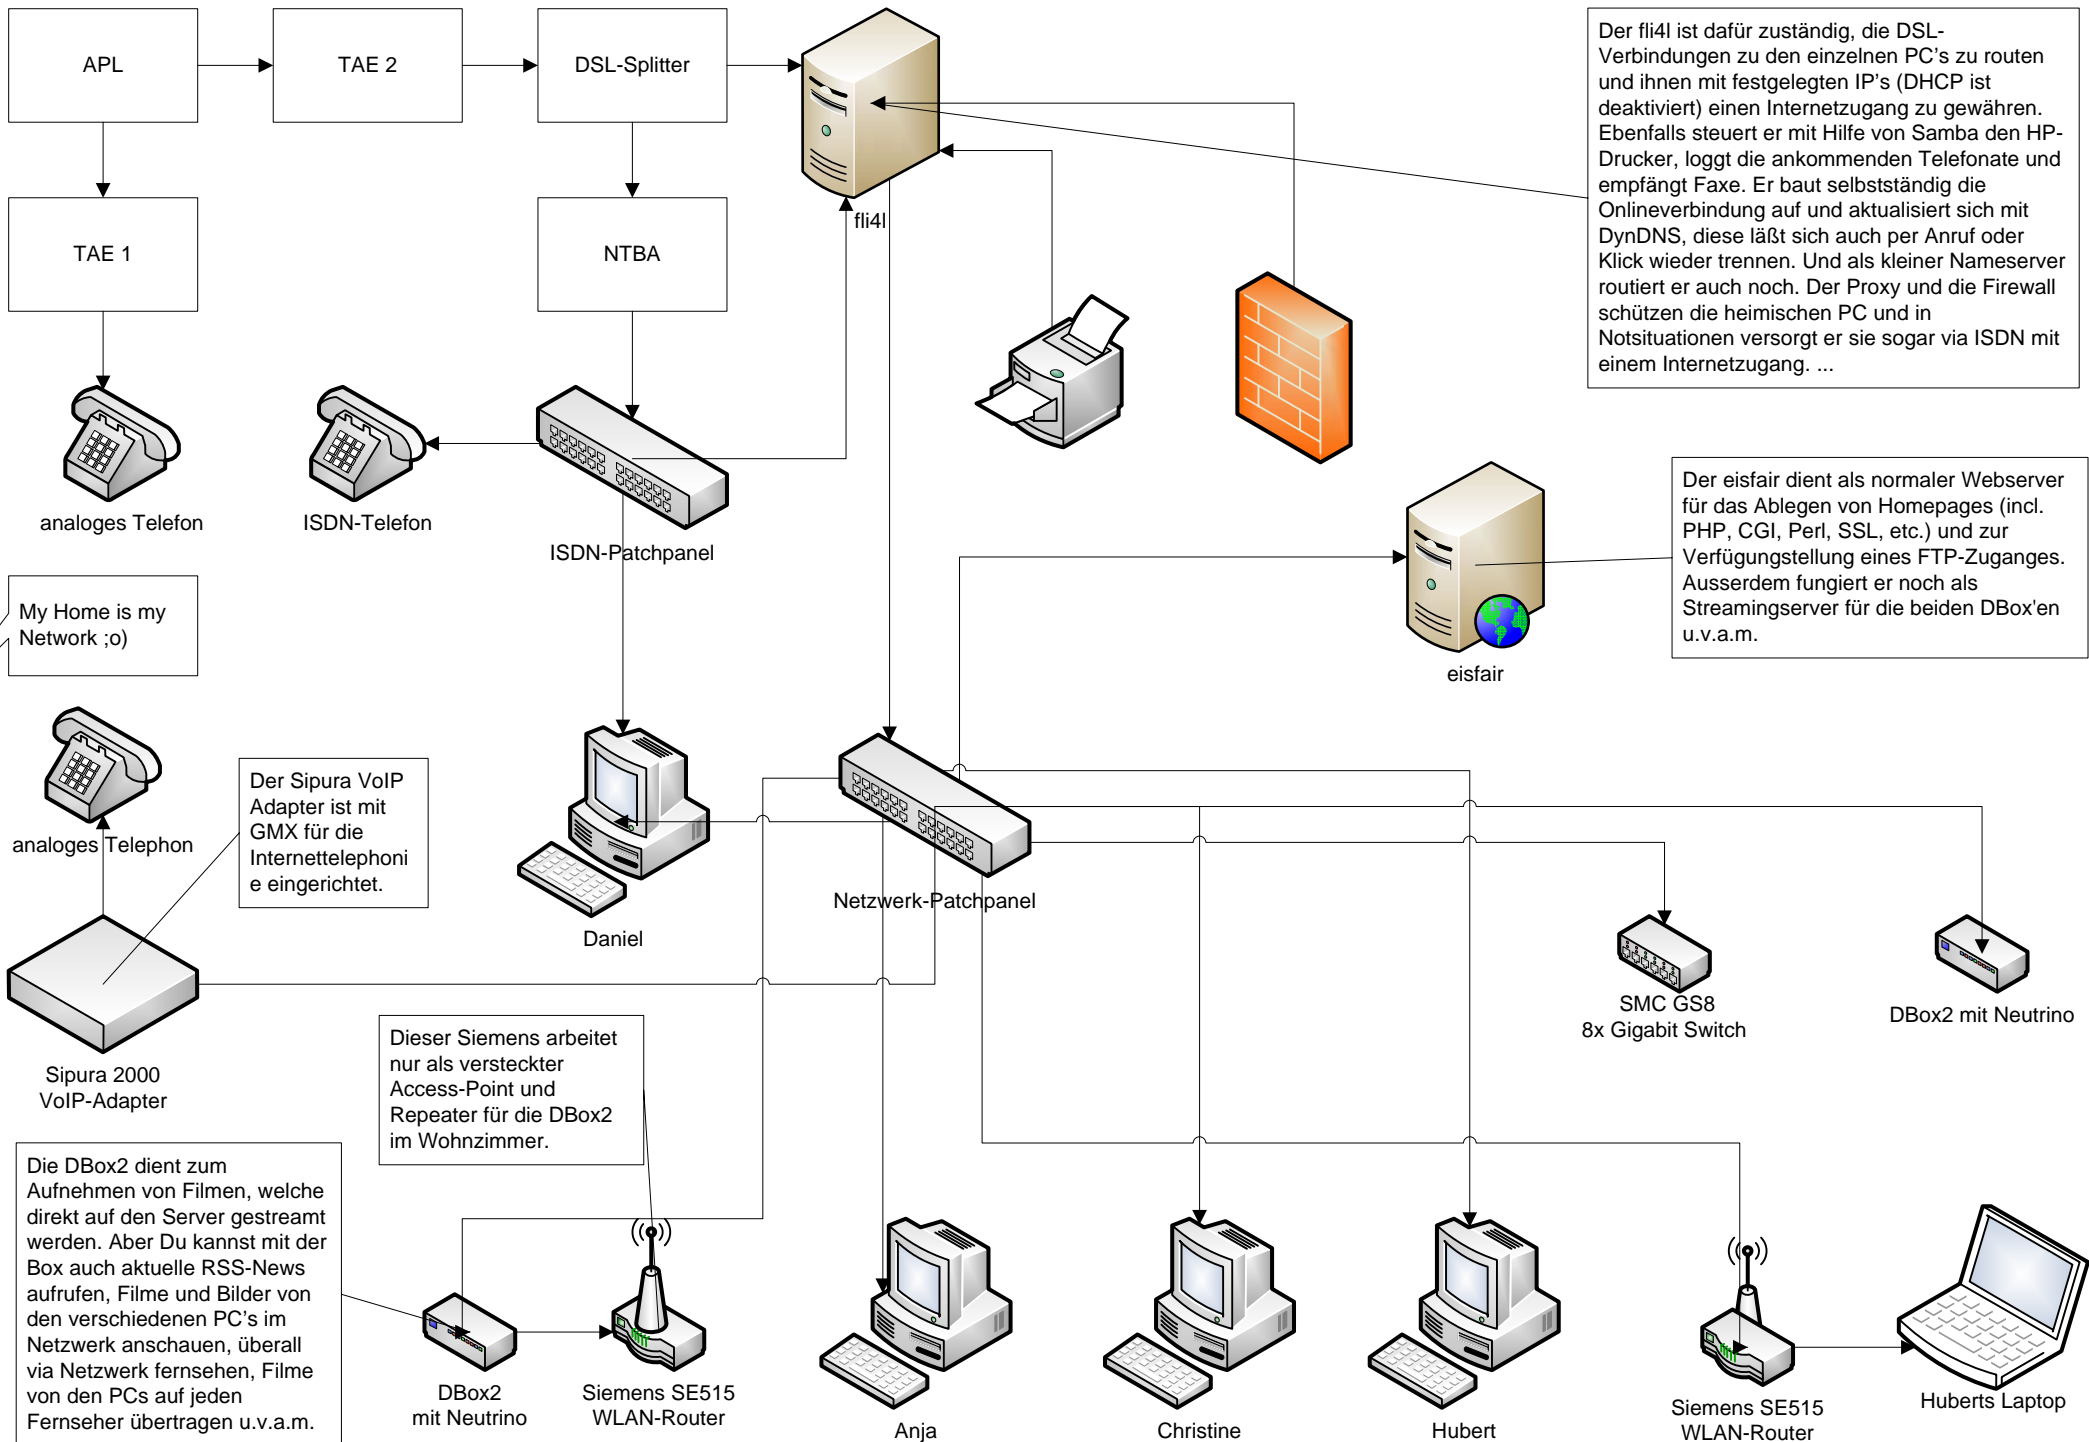 APL
TAE 2
DSL-Splitter
Der fli4l ist dafür zuständig, die DSL-
Verbindungen zu den einzelnen PC's zu routen
und ihnen mit festgelegten IP's (DHCP ist
deaktiviert) einen Internetzugang zu gewähren.
Ebenfalls steuert er mit Hilfe von Samba den HP-
Drucker, loggt die ankommenden Telefonate und
empfängt Faxe. Er baut selbstständig die
Onlineverbindung auf und aktualisiert sich mit
DynDNS, diese läßt sich auch per Anruf oder
Klick wieder trennen. Und als kleiner Nameserver
routiert er auch noch. Der Proxy und die Firewall
schützen die heimischen PC und in
Notsituationen versorgt er sie sogar via ISDN mit
einem Internetzugang. ...
fli4l
TAE 1
NTBA
analoges Telefon
ISDN-Telefon
ISDN-Patchpanel
Der eisfair dient als normaler Webserver
für das Ablegen von Homepages (incl.
PHP, CGI, Perl, SSL, etc.) und zur
Verfügungstellung eines FTP-Zuganges.
Ausserdem fungiert er noch als
Streamingserver für die beiden DBox'en
u.v.a.m.
eisfair
My Home is my
Network ;o)
analoges Telephon
Der Sipura VoIP
Adapter ist mit
GMX für die
Internettelephoni
e eingerichtet.
Daniel
Netzwerk-Patchpanel
SMC GS8
8x Gigabit Switch
DBox2 mit Neutrino
Sipura 2000
VoIP-Adapter
Dieser Siemens arbeitet
nur als versteckter
Access-Point und
Repeater für die DBox2
im Wohnzimmer.
Die DBox2 dient zum
Aufnehmen von Filmen, welche
direkt auf den Server gestreamt
werden. Aber Du kannst mit der
Box auch aktuelle RSS-News
aufrufen, Filme und Bilder von
den verschiedenen PC's im
Netzwerk anschauen, überall
via Netzwerk fernsehen, Filme
von den PCs auf jeden
Fernseher übertragen u.v.a.m.
DBox2
mit Neutrino
Siemens SE515
WLAN-Router
Anja
Christine
Hubert
Siemens SE515
WLAN-Router
Huberts Laptop